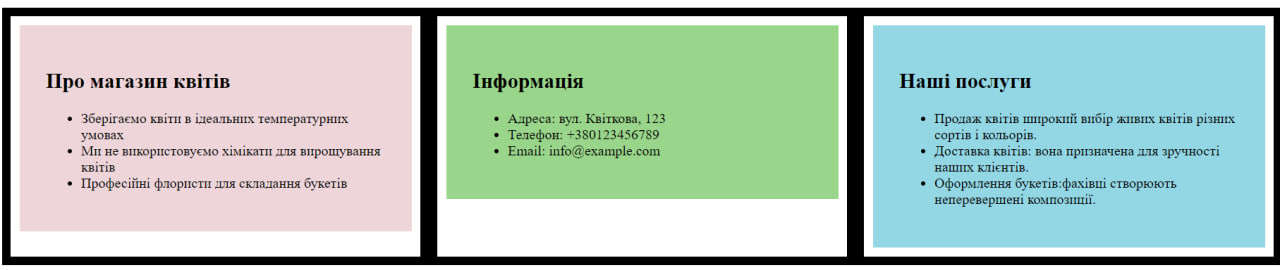 Про магазин квітів
Зберігаємо квіти в ідеальних температурних
умовах
Ми не використовуємо хімікати для вирощування
квітів
Професійні флористи для складання букетів
Інформація
Адреса: вул. Квіткова, 123
Телефон: +380123456789
Email: info@example.com
Наші послуги
Продаж квітів широкий вибір живих квітів різних
сортів і кольорів.
Доставка квітів: вона призначена для зручності
наших клієнтів.
Оформлення букетів:фахівці створюють
неперевершені композиції.